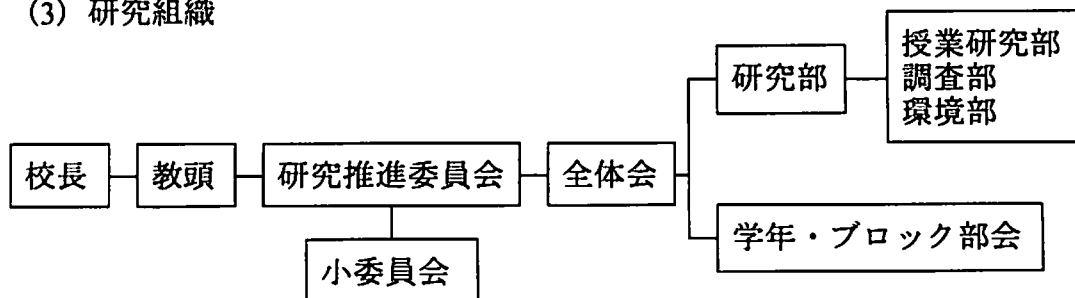 (3) 研究組織
研究部
授業研究部
調査部
環境部
校長
教頭
研究推進委員会
全体会
学年・ブロック部会
小委員会